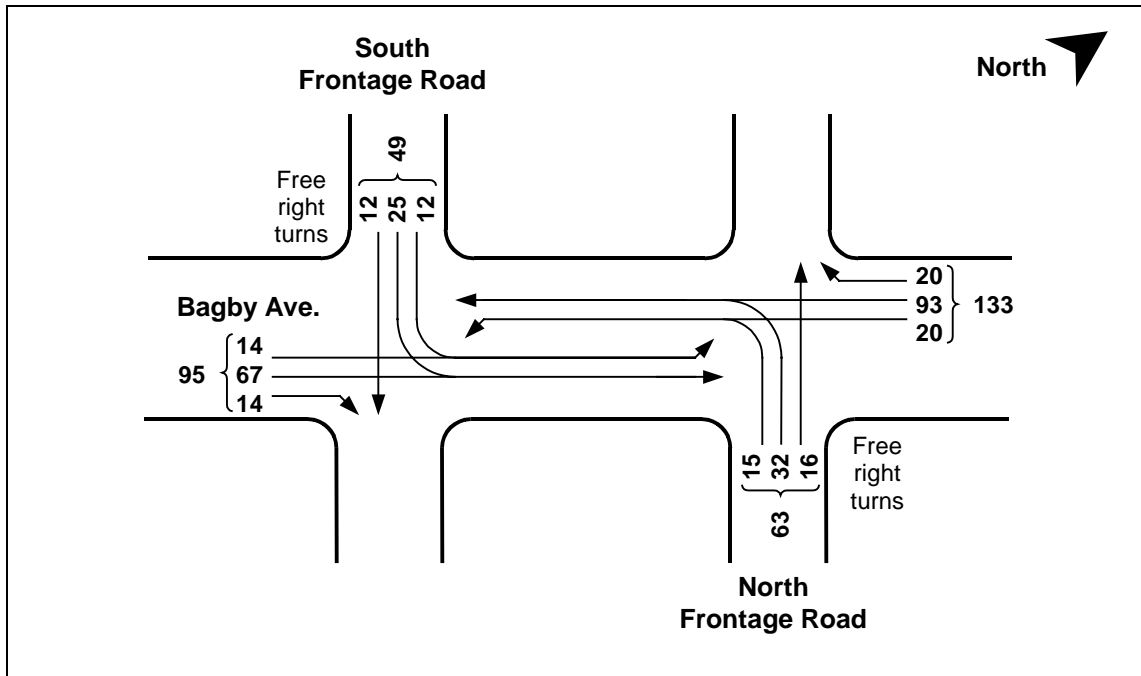 South
Frontage Road
North
49
12 25 12
Free
right
turns
Bagby Ave.
14
95 67
14
20
93 133
20
15 32 16
63
Free
right
turns
North
Frontage Road